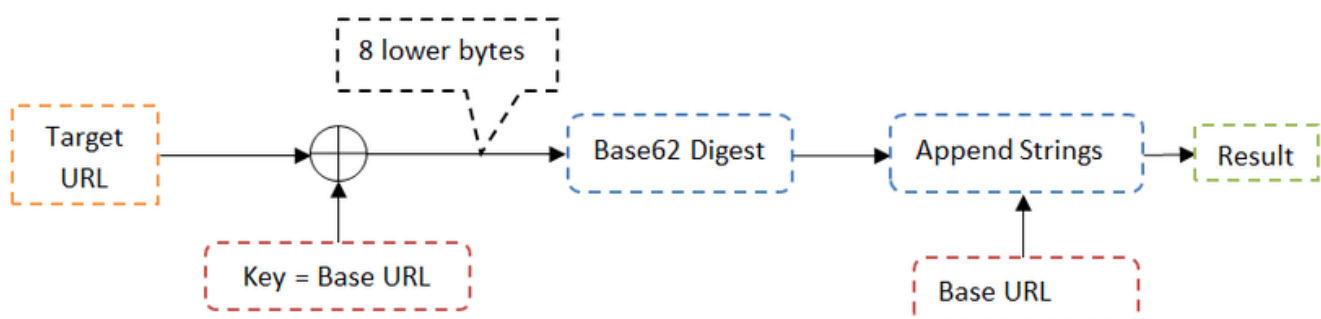 8 lower bytes
Target
URL
Base62 Digest
Append Strings
Result
Key = Base URL
Base URL